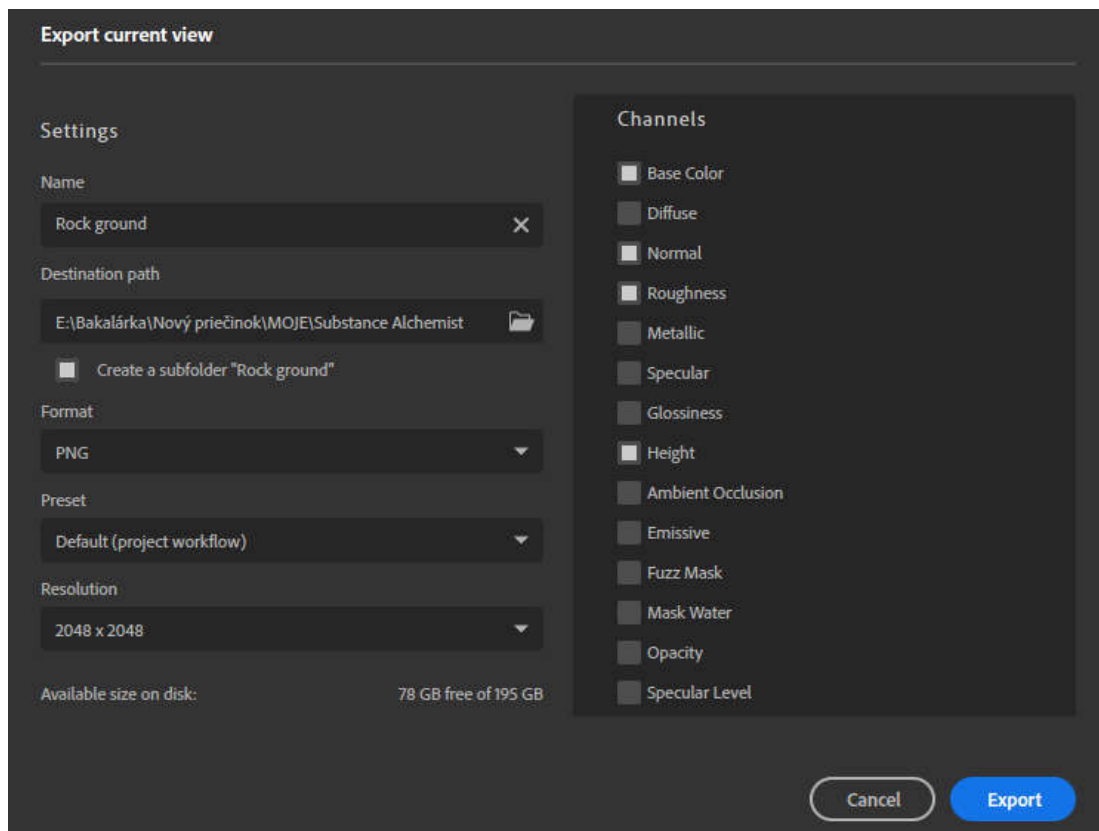 Export current view
Settings
Name
Rock ground
Destination path
E:\Bakalárka\Nový priečinok\MOJE\Substance Alchemist
Create a subfolder "Rock ground"
Format
PNG
Preset
Default (project workflow)
Resolution
2048 x 2048
Available size on disk: 78 GB free of 195 GB
Channels
Base Color
Diffuse
Normal
Roughness
Metallic
Specular
Glossiness
Height
Ambient Occlusion
Emissive
Fuzz Mask
Mask Water
Opacity
Specular Level
Cancel
Export